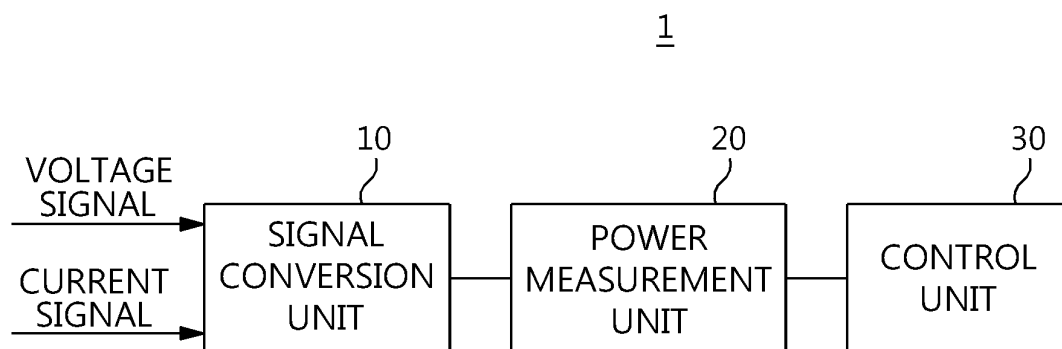 1
10
20
30
VOLTAGE
SIGNAL
CURRENT
SIGNAL
SIGNAL
CONVERSION
UNIT
POWER
MEASUREMENT
UNIT
CONTROL
UNIT